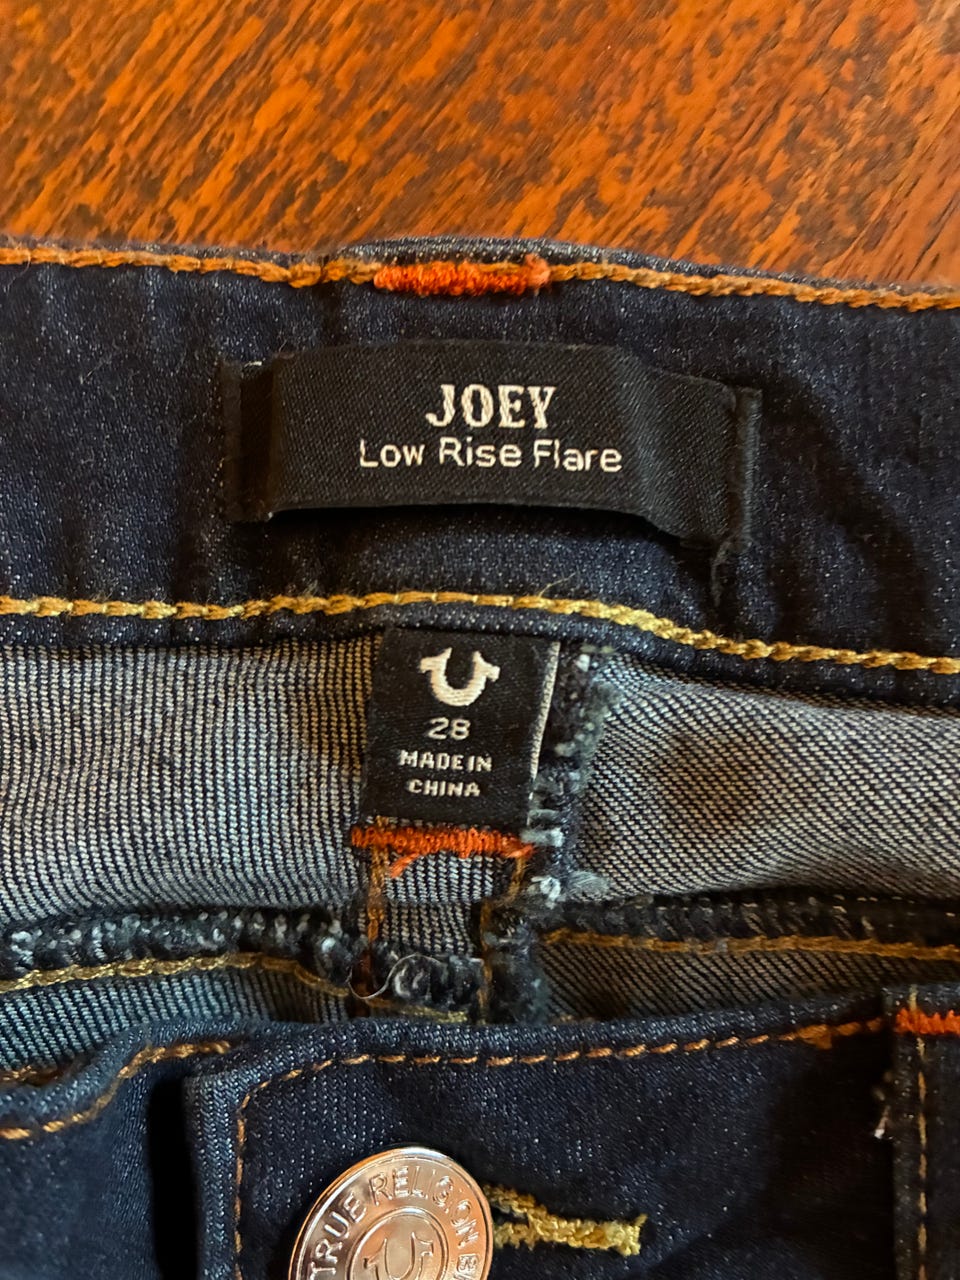 JOEY
Low Rise Flare
28
MADE IN
CHINA
TRUE RELIGION